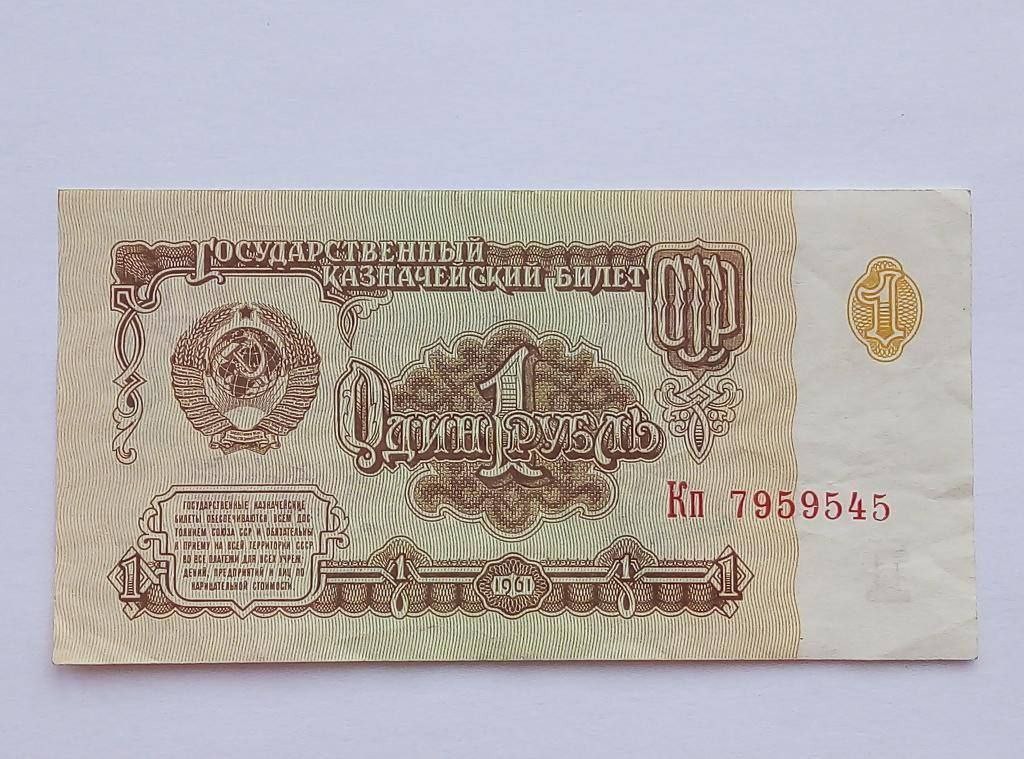 ГОСУДАРСТВЕННЫЙ
КАЗНАЧЕЙСКИЙ БИЛЕТ
1
1
ОДИН РУБЛЬ
Кп 7959545
ГОСУДАРСТВЕННЫЕ КАЗНАЧЕЙСКИЕ
БИЛЕТЫ ОБЕСПЕЧИВАЮТСЯ ВСЕМ ДОС-
ТОЯНИЕМ СОЮЗА ССР И ОБЯЗАТЕЛЬНЫ
К ПРИЕМУ НА ВСЕЙ ТЕРРИТОРИИ СССР
ВО ВСЕ ПЛАТЕЖИ ДЛЯ ВСЕХ УЧРЕЖ-
ДЕНИЙ, ПРЕДПРИЯТИЙ И ЛИЦ ПО
НАРИЦАТЕЛЬНОЙ СТОИМОСТИ
1 1 1961 1 1